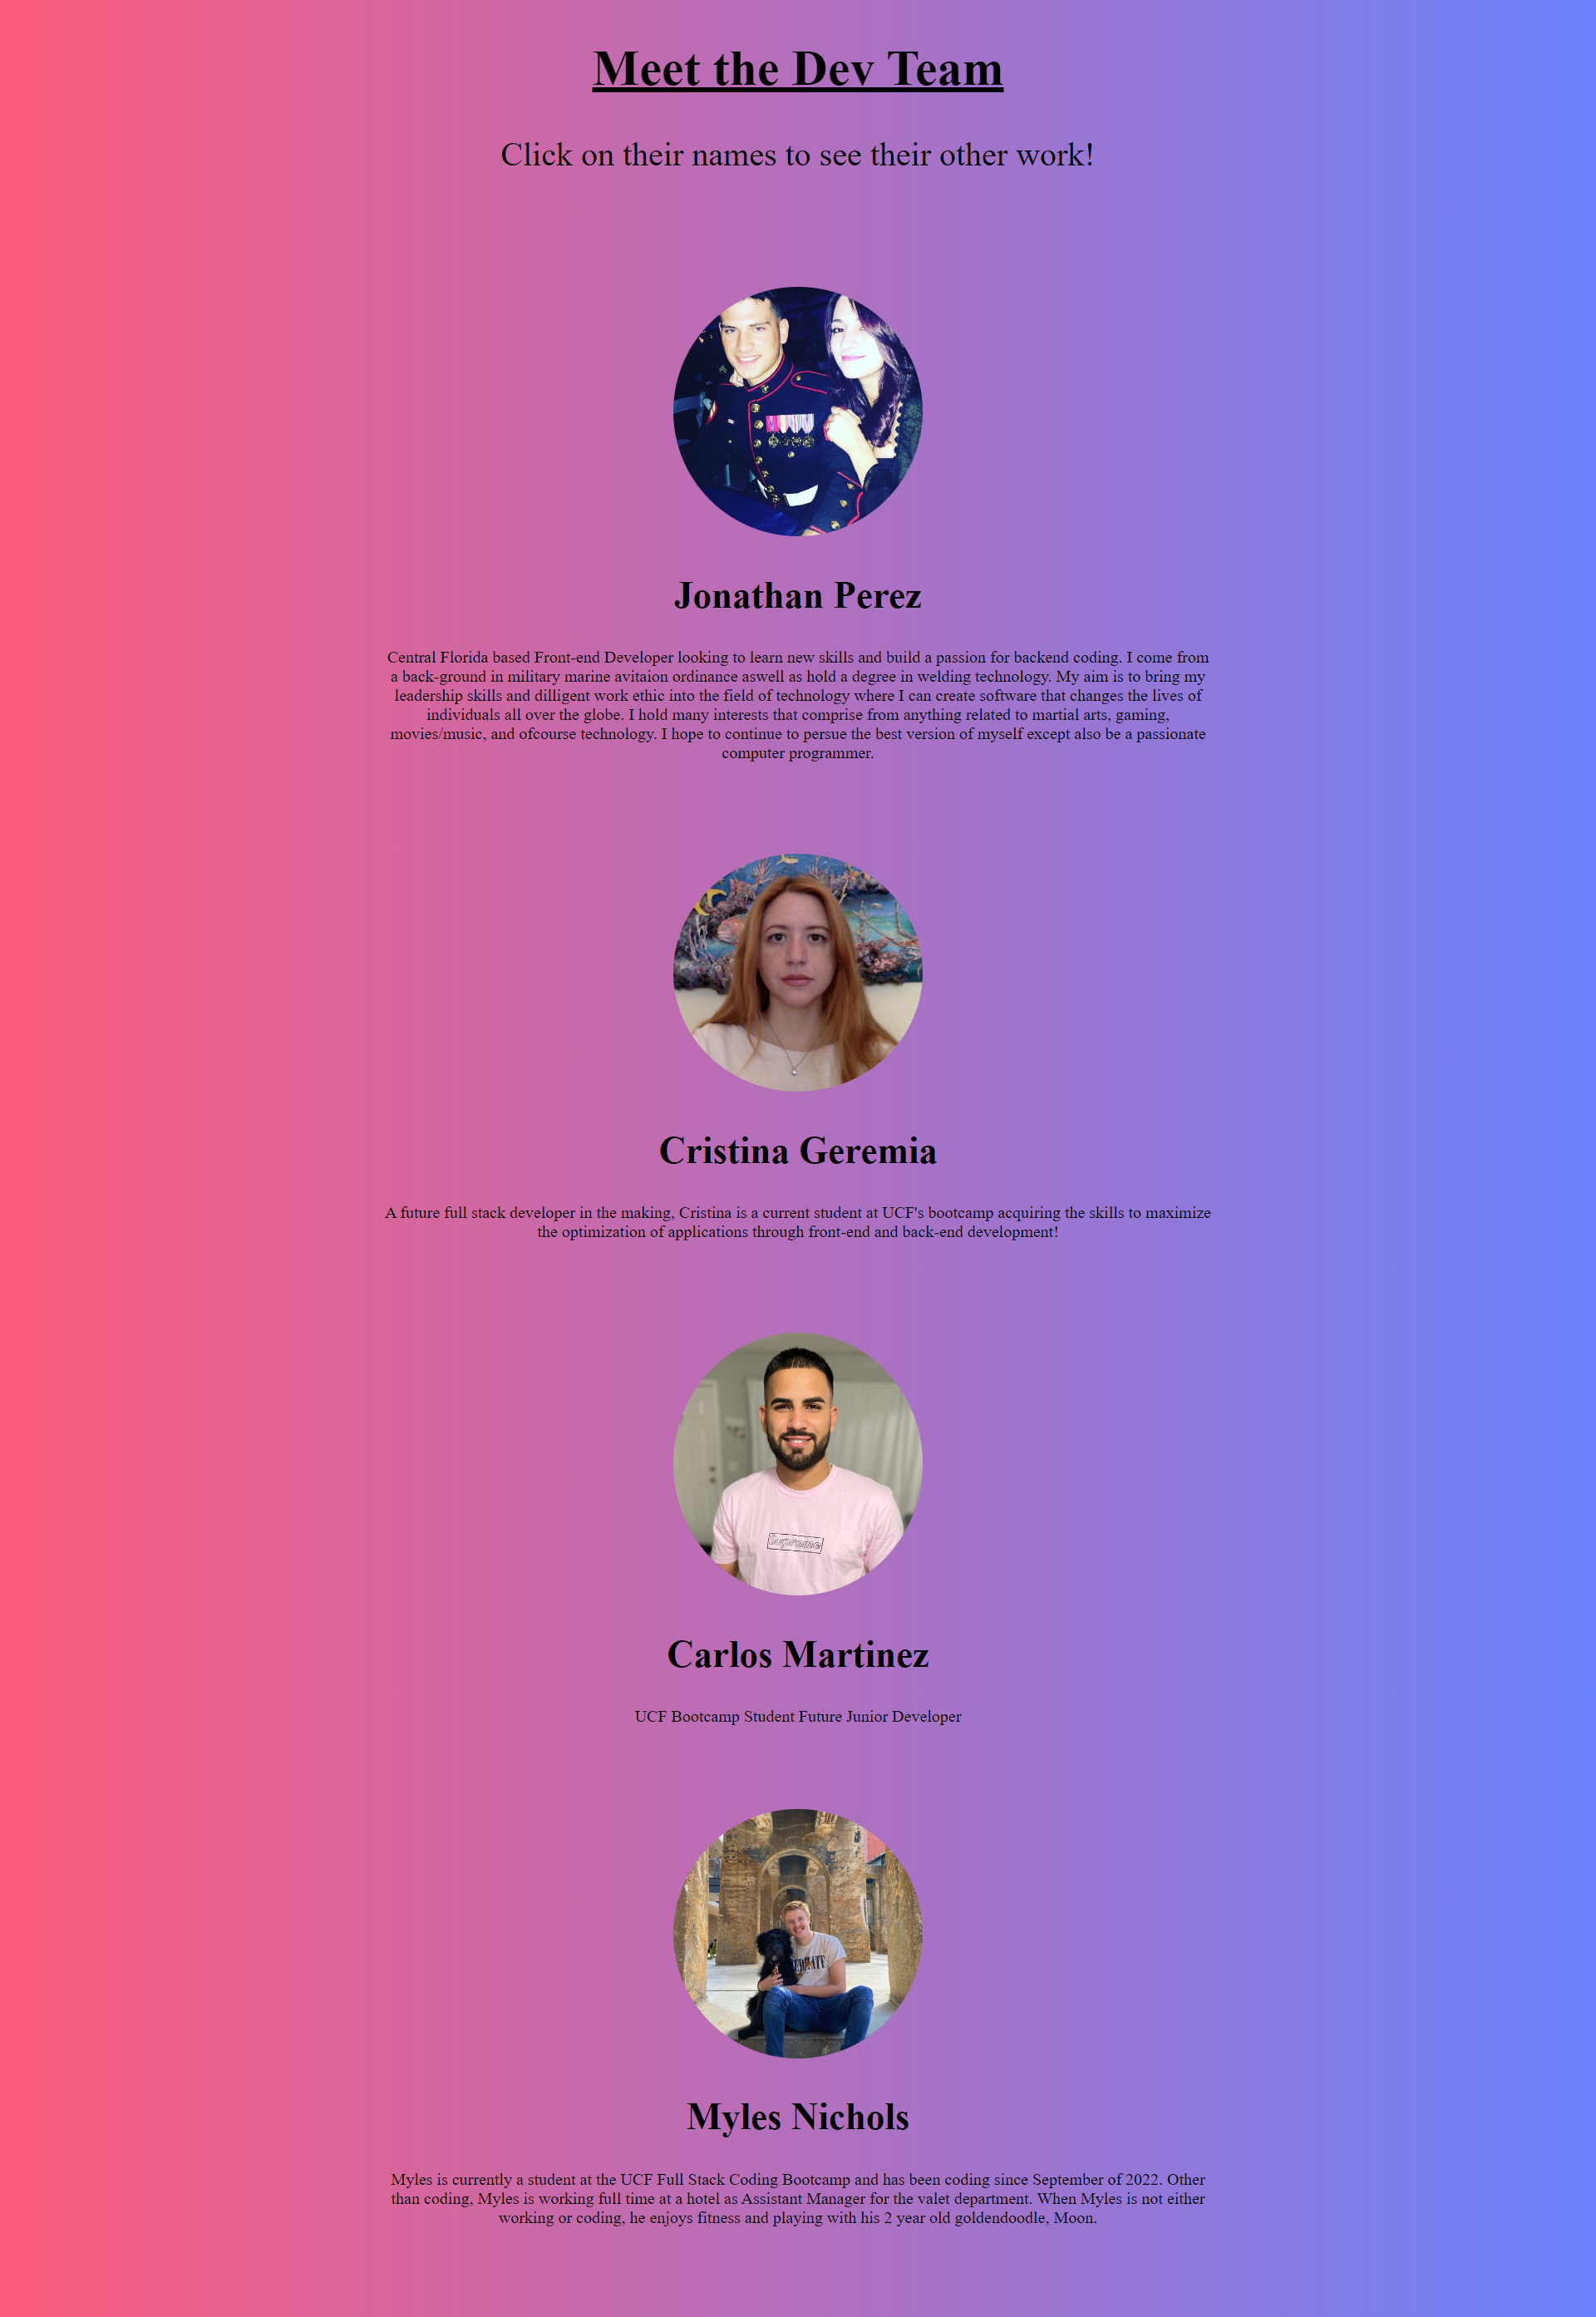 Meet the Dev Team
Click on their names to see their other work!
Jonathan Perez
Central Florida based Front-end Developer looking to learn new skills and build a passion for backend coding. I come from
a back-ground in military marine avitaion ordinance aswell as hold a degree in welding technology. My aim is to bring my
leadership skills and dilligent work ethic into the field of technology where I can create software that changes the lives of
individuals all over the globe. I hold many interests that comprise from anything related to martial arts, gaming,
movies/music, and ofcourse technology. I hope to continue to persue the best version of myself except also be a passionate
computer programmer.
Cristina Geremia
A future full stack developer in the making, Cristina is a current student at UCF's bootcamp acquiring the skills to maximize
the optimization of applications through front-end and back-end development!
Supreme
Carlos Martinez
UCF Bootcamp Student Future Junior Developer
Myles Nichols
Myles is currently a student at the UCF Full Stack Coding Bootcamp and has been coding since September of 2022. Other
than coding, Myles is working full time at a hotel as Assistant Manager for the valet department. When Myles is not either
working or coding, he enjoys fitness and playing with his 2 year old goldendoodle, Moon.